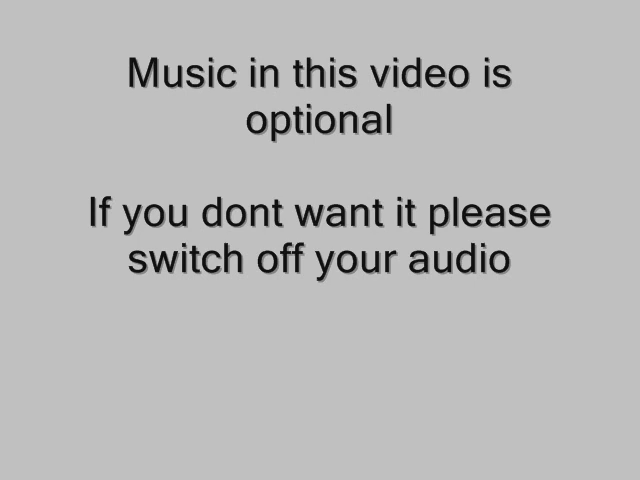 Music in this video is
optional
If you dont want it please
switch off your audio